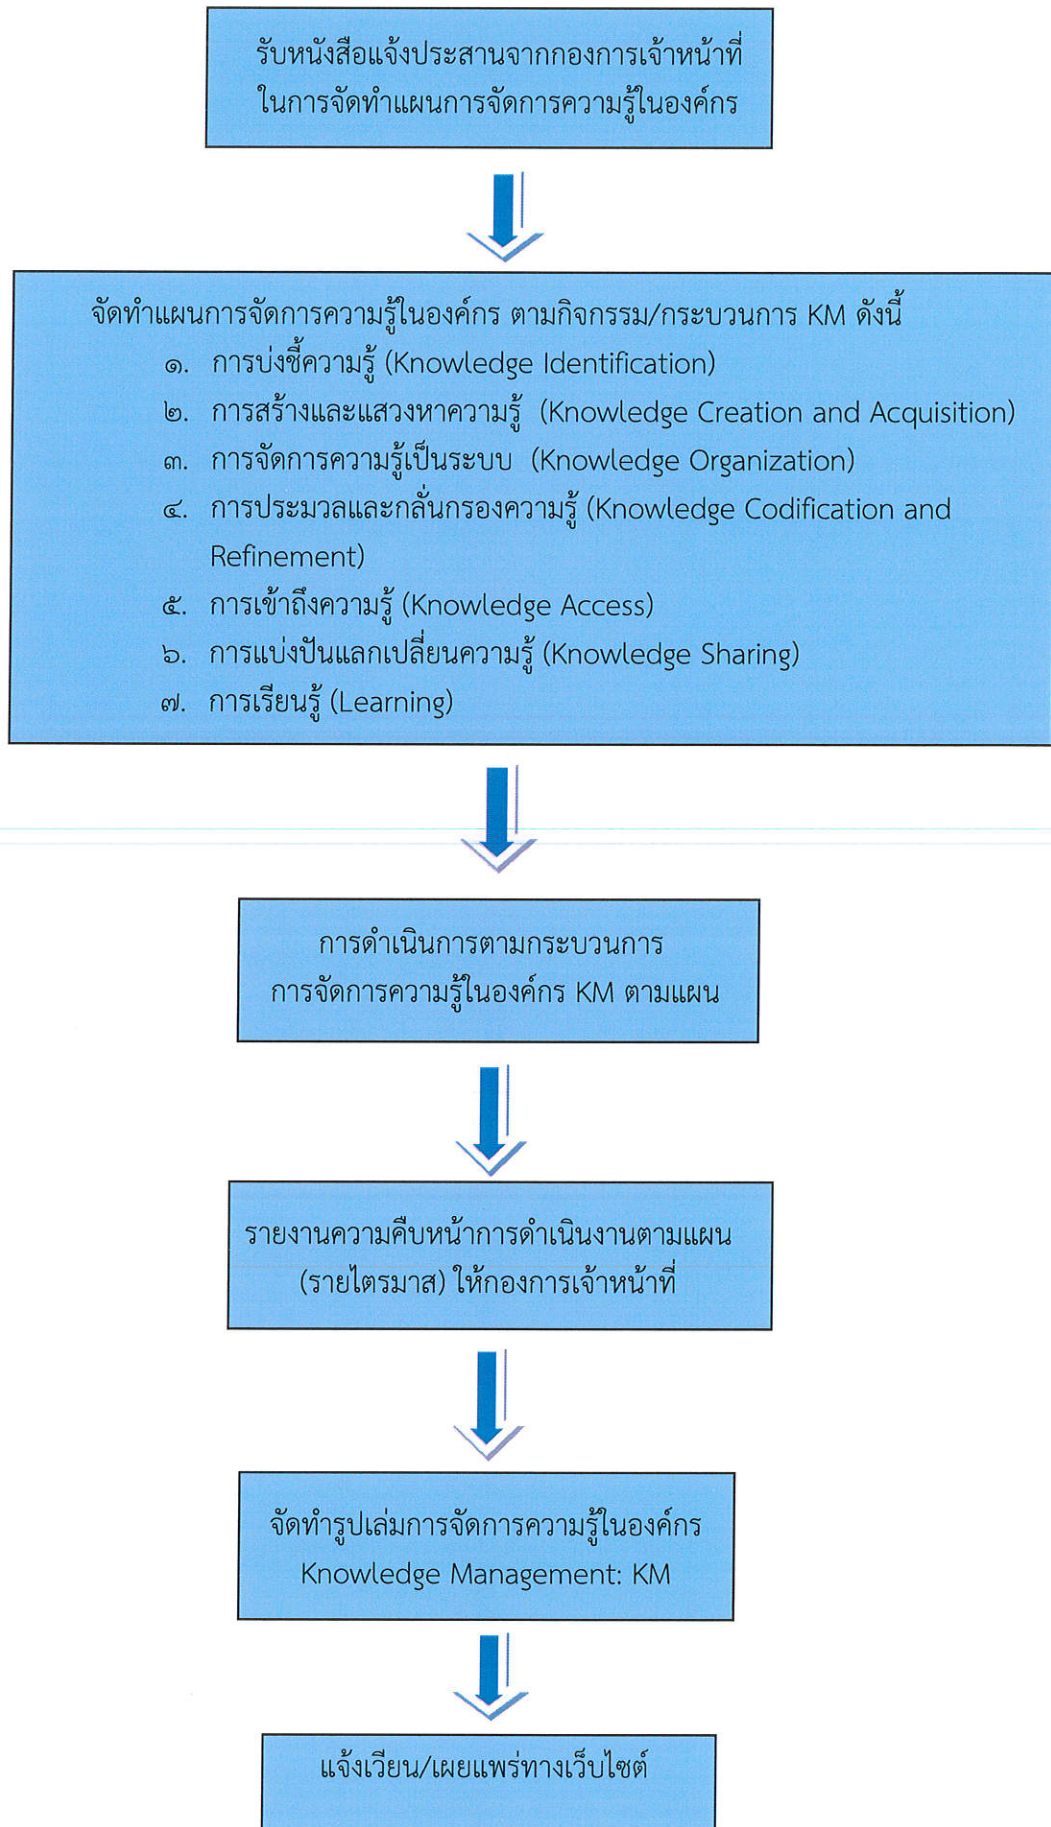 รับหนังสือแจ้งประสานจากกองการเจ้าหน้าที่
ในการจัดทำแผนการจัดการความรู้ในองค์กร
จัดทำแผนการจัดการความรู้ในองค์กร ตามกิจกรรม/กระบวนการ KM ดังนี้
๑. การบ่งชี้ความรู้ (Knowledge Identification)
๒. การสร้างและแสวงหาความรู้ (Knowledge Creation and Acquisition)
๓. การจัดการความรู้เป็นระบบ (Knowledge Organization)
๔. การประมวลและกลั่นกรองความรู้ (Knowledge Codification and
Refinement)
๕. การเข้าถึงความรู้ (Knowledge Access)
๖. การแบ่งปันแลกเปลี่ยนความรู้ (Knowledge Sharing)
๗. การเรียนรู้ (Learning)
การดำเนินการตามกระบวนการ
การจัดการความรู้ในองค์กร KM ตามแผน
รายงานความคืบหน้าการดำเนินงานตามแผน
(รายไตรมาส) ให้กองการเจ้าหน้าที่
จัดทำรูปเล่มการจัดการความรู้ในองค์กร
Knowledge Management: KM
แจ้งเวียน/เผยแพร่ทางเว็บไซต์